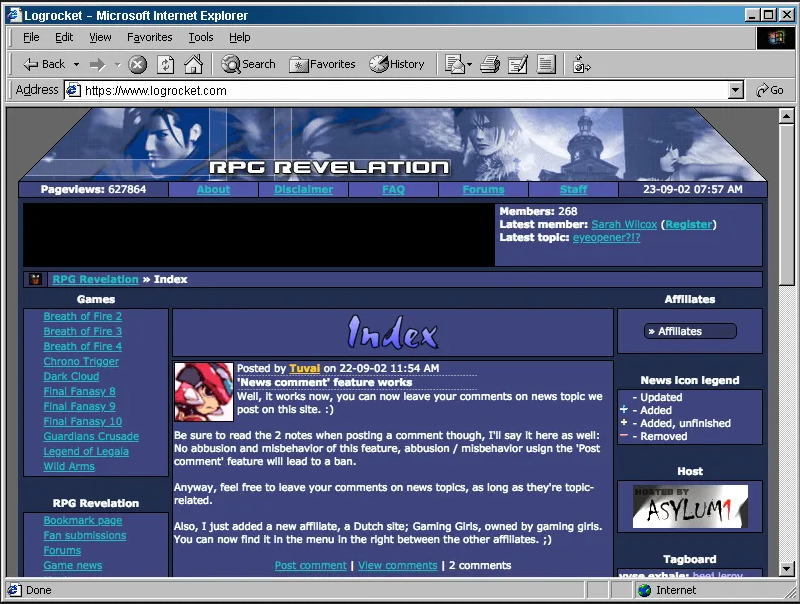 Logrocket - Microsoft Internet Explorer
File Edit View Favorites Tools Help
Back Search Favorites History
Address https://www.logrocket.com Go
RPG REVELATION
Pageviews: 627864 About Disclaimer FAQ Forums Staff 23-09-02 07:57 AM
Members: 268
Latest member: Sarah Wilcox (Register)
Latest topic: eyeopener?!?
RPG Revelation » Index
Games
Breath of Fire 2
Breath of Fire 3
Breath of Fire 4
Chrono Trigger
Dark Cloud
Final Fanasy 8
Final Fanasy 9
Final Fanasy 10
Guardians Crusade
Legend of Legaia
Wild Arms
RPG Revelation
Bookmark page
Fan submissions
Forums
Game news
Index
Posted by Tuvai on 22-09-02 11:54 AM
'News comment' feature works
Well, it works now, you can now leave your comments on news topic we
post on this site. :)
Be sure to read the 2 notes when posting a comment though, I'll say it here as well:
No abbusion and misbehavior of this feature, abbusion / misbehavior usign the 'Post
comment' feature will lead to a ban.
Anyway, feel free to leave your comments on news topics, as long as they're topic-
related.
Also, I just added a new affiliate, a Dutch site; Gaming Girls, owned by gaming girls.
You can now find it in the menu in the right between the other affiliates. ;)
Post comment | View comments | 2 comments
Affiliates
» Affiliates
News icon legend
- Updated
+ - Added
+ - Added, unfinished
- - Removed
Host
HOSTED BY
ASYLUM1
Tagboard
vyse exhale: heel leroy
Done Internet